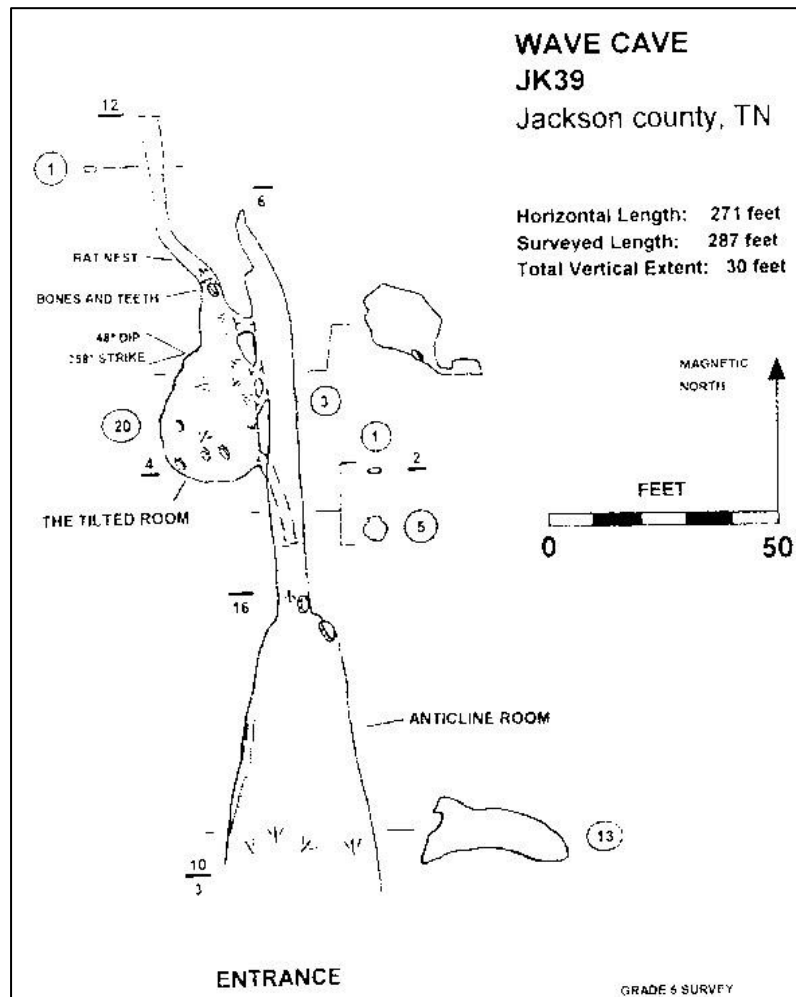 WAVE CAVE
JK39
Jackson county, TN
Horizontal Length: 271 feet
Surveyed Length: 287 feet
Total Vertical Extent: 30 feet
12
1
6
RAT NEST
BONES AND TEETH
48° DIP
STRIKE
3
20
4
1
2
THE TILTED ROOM
5
MAGNETIC
NORTH
FEET
0 50
16
ANTICLINE ROOM
13
10
3
ENTRANCE
GRADE 5 SURVEY